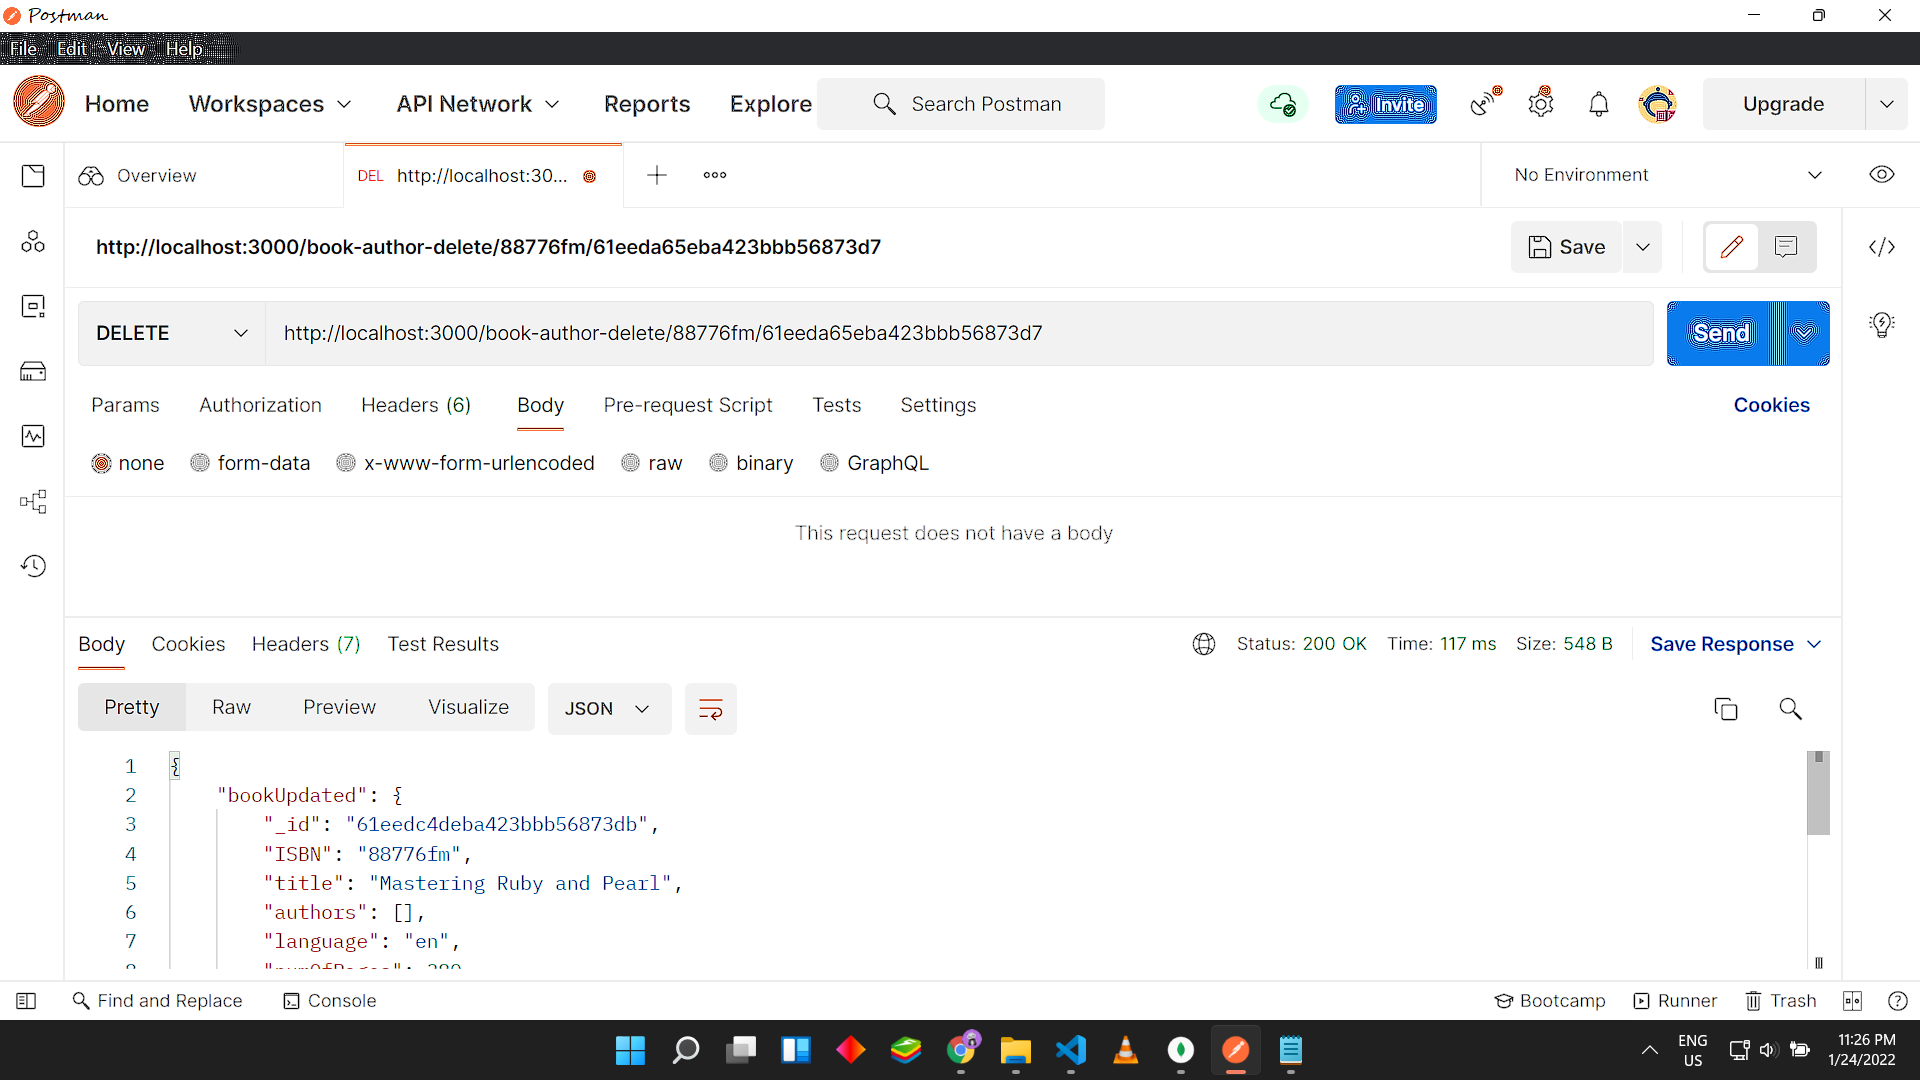 Postman
File Edit View Help
Home Workspaces API Network Reports Explore Search Postman Invite Upgrade
Overview DEL http://localhost:30... No Environment
http://localhost:3000/book-author-delete/88776fm/61eeda65eba423bbb56873d7 Save
DELETE http://localhost:3000/book-author-delete/88776fm/61eeda65eba423bbb56873d7 Send
Params Authorization Headers (6) Body Pre-request Script Tests Settings Cookies
none form-data x-www-form-urlencoded raw binary GraphQL
This request does not have a body
Body Cookies Headers (7) Test Results Status: 200 OK Time: 117 ms Size: 548 B Save Response
Pretty Raw Preview Visualize JSON
1 {
2 "bookUpdated": {
3 "_id": "61eedc4deba423bbb56873db",
4 "ISBN": "88776fm",
5 "title": "Mastering Ruby and Pearl",
6 "authors": [],
7 "language": "en",
Find and Replace Console Bootcamp Runner Trash
ENG 11:26 PM
US 1/24/2022